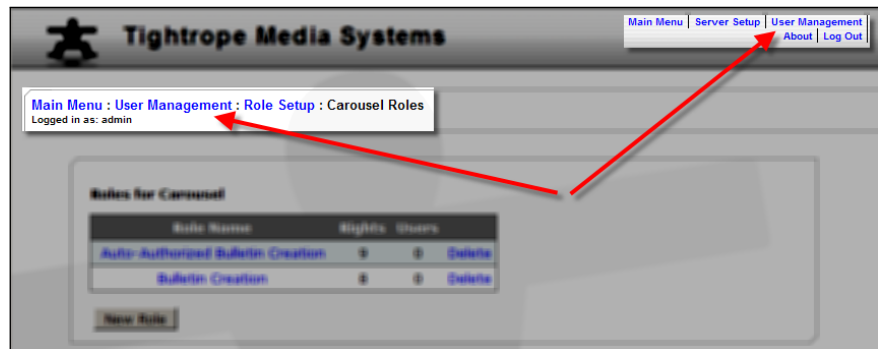 Tightrope Media Systems
Main Menu | Server Setup | User Management
About | Log Out
Main Menu : User Management : Role Setup : Carousel Roles
Logged in as: admin
Roles for Carousel
Role Name Rights Users
Auto-Authorized Bulletin Creation 9 0 Delete
Bulletin Creation 8 0 Delete
New Role